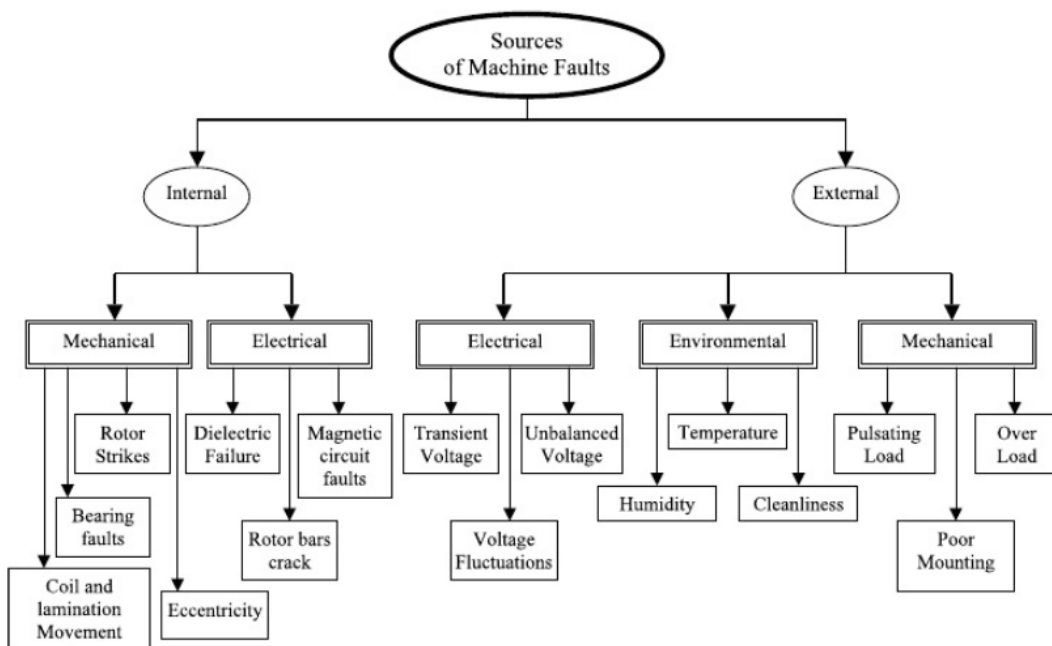 Sources
of Machine Faults
Internal
External
Mechanical
Electrical
Electrical
Environmental
Mechanical
Rotor
Strikes
Dielectric
Failure
Magnetic
circuit
faults
Transient
Voltage
Unbalanced
Voltage
Temperature
Pulsating
Load
Over
Load
Bearing
faults
Rotor bars
crack
Voltage
Fluctuations
Humidity
Cleanliness
Poor
Mounting
Coil and
lamination
Movement
Eccentricity